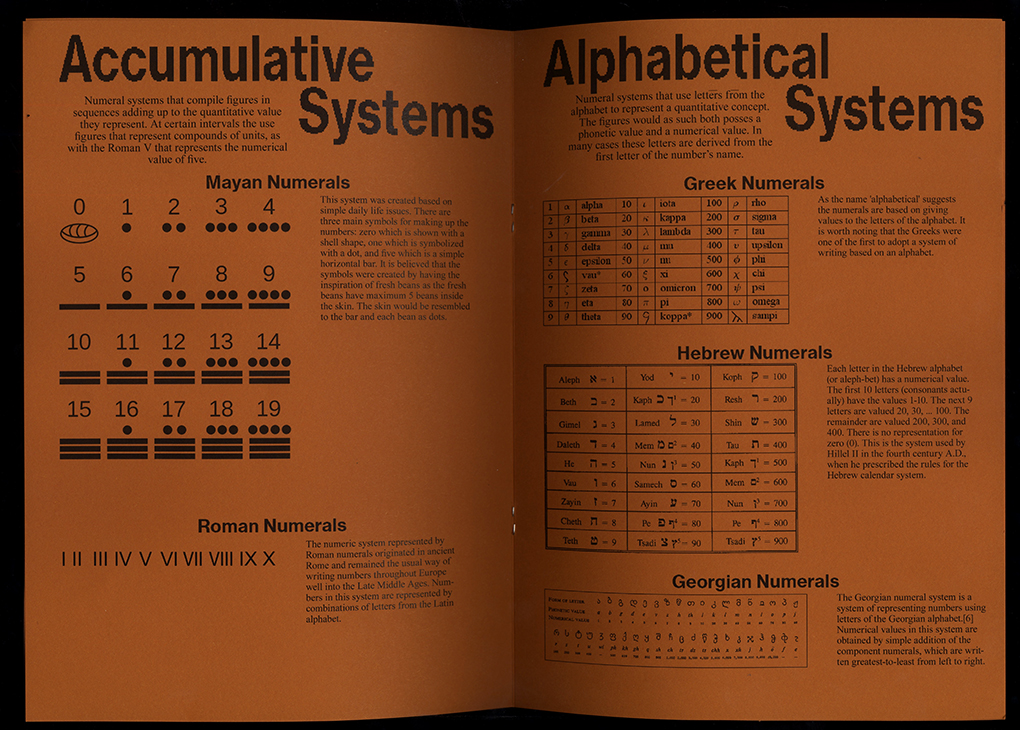 Accumulative
Systems
Numeral systems that compile figures in
sequences adding up to the quantitative value
they represent. At certain intervals the use
figures that represent compounds of units, as
with the Roman V that represents the numerical
value of five.
Mayan Numerals
0 1 2 3 4
5 6 7 8 9
10 11 12 13 14
15 16 17 18 19
This system was created based on
simple daily life issues. There are
three main symbols for making up the
numbers: zero which is shown with a
shell shape, one which is symbolized
with a dot, and five which is a simple
horizontal bar. It is believed that the
symbols were created by having the
inspiration of fresh beans as the fresh
beans have maximum 5 beans inside
the skin. The skin would be resembled
to the bar and each bean as dots.
Roman Numerals
I II III IV V VI VII VIII IX X
The numeric system represented by
Roman numerals originated in ancient
Rome and remained the usual way of
writing numbers throughout Europe
well into the Late Middle Ages. Num-
bers in this system are represented by
combinations of letters from the Latin
alphabet.
Alphabetical
Systems
Numeral systems that use letters from the
alphabet to represent a quantitative concept.
The figures would as such both posses a
phonetic value and a numerical value. In
many cases these letters are derived from the
first letter of the number's name.
Greek Numerals
1 α alpha 10 ι iota 100 ρ rho
2 β beta 20 κ kappa 200 σ sigma
3 γ gamma 30 λ lambda 300 τ tau
4 δ delta 40 μ mu 400 υ upsilon
5 ε epsilon 50 ν nu 500 φ phi
6 ϛ vau* 60 ξ xi 600 χ chi
7 ζ zeta 70 ο omicron 700 ψ psi
8 η eta 80 π pi 800 ω omega
9 θ theta 90 ϟ koppa* 900 ϡ sampi
As the name 'alphabetical' suggests
the numerals are based on giving
values to the letters of the alphabet. It
is worth noting that the Greeks were
one of the first to adopt a system of
writing based on an alphabet.
Hebrew Numerals
Aleph א = 1 Yod י = 10 Koph ק = 100
Beth ב = 2 Kaph כ ך¹ = 20 Resh ר = 200
Gimel ג = 3 Lamed ל = 30 Shin ש = 300
Daleth ד = 4 Mem מ ם² = 40 Tau ת = 400
He ה = 5 Nun נ ן³ = 50 Kaph ך¹ = 500
Vau ו = 6 Samech ס = 60 Mem ם² = 600
Zayin ז = 7 Ayin ע = 70 Nun ן³ = 700
Cheth ח = 8 Pe פ ף⁴ = 80 Pe ף⁴ = 800
Teth ט = 9 Tsadi צ ץ⁵ = 90 Tsadi ץ⁵ = 900
Each letter in the Hebrew alphabet
(or aleph-bet) has a numerical value.
The first 10 letters (consonants actu-
ally) have the values 1-10. The next 9
letters are valued 20, 30, ... 100. The
remainder are valued 200, 300, and
400. There is no representation for
zero (0). This is the system used by
Hillel II in the fourth century A.D.,
when he prescribed the rules for the
Hebrew calendar system.
Georgian Numerals
Form of letter
Phonetic value
Numerical value
The Georgian numeral system is a
system of representing numbers using
letters of the Georgian alphabet.[6]
Numerical values in this system are
obtained by simple addition of the
component numerals, which are writ-
ten greatest-to-least from left to right.